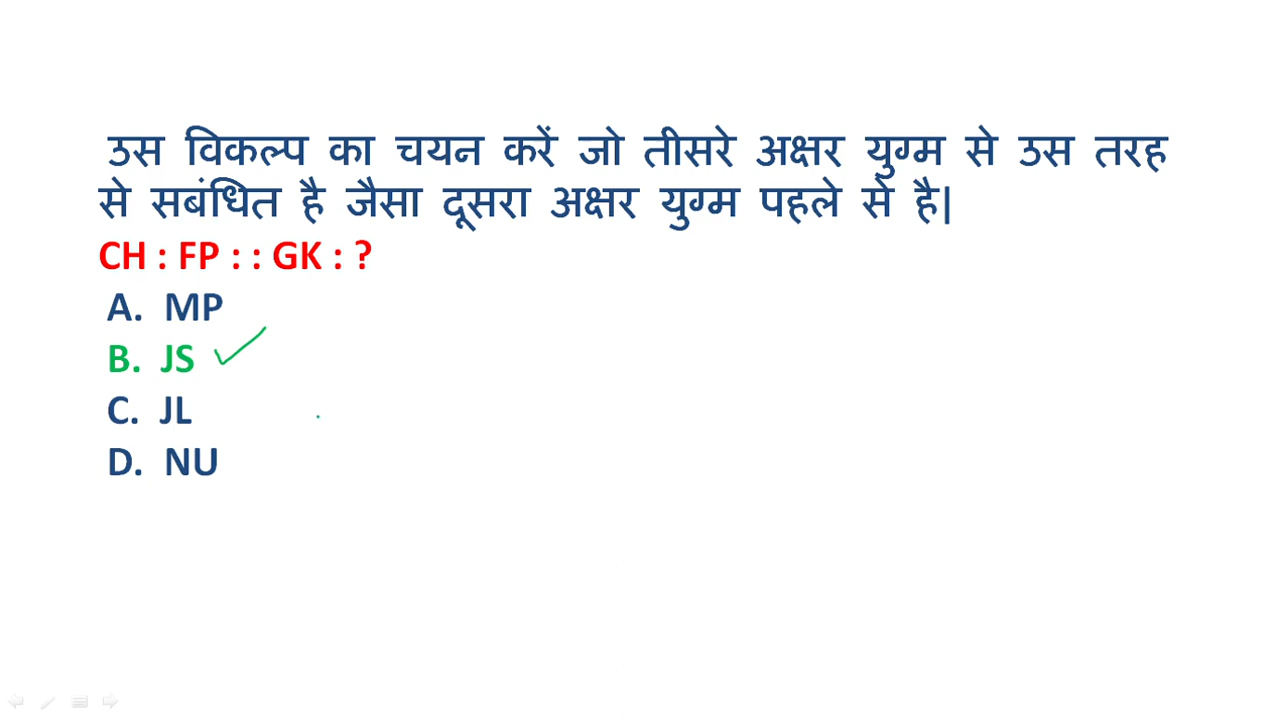 उस विकल्प का चयन करें जो तीसरे अक्षर युग्म से उस तरह
से सबंधित है जैसा दूसरा अक्षर युग्म पहले से है|
CH : FP : : GK : ?
A. MP
B. JS
C. JL
D. NU